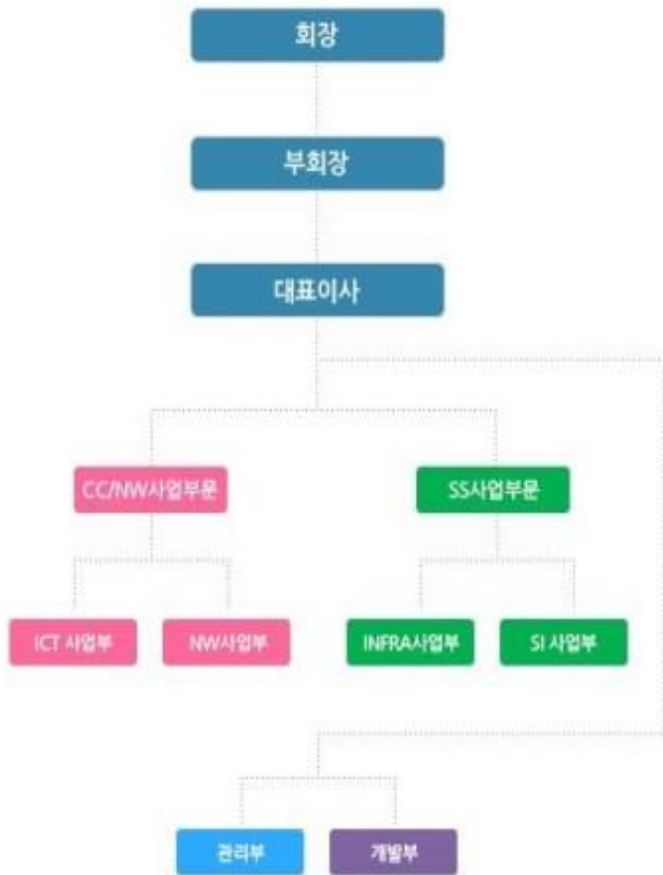 회장
부회장
대표이사
CC/NW사업부문
SS사업부문
ICT 사업부
NW사업부
INFRA사업부
SI 사업부
관리부
개발부